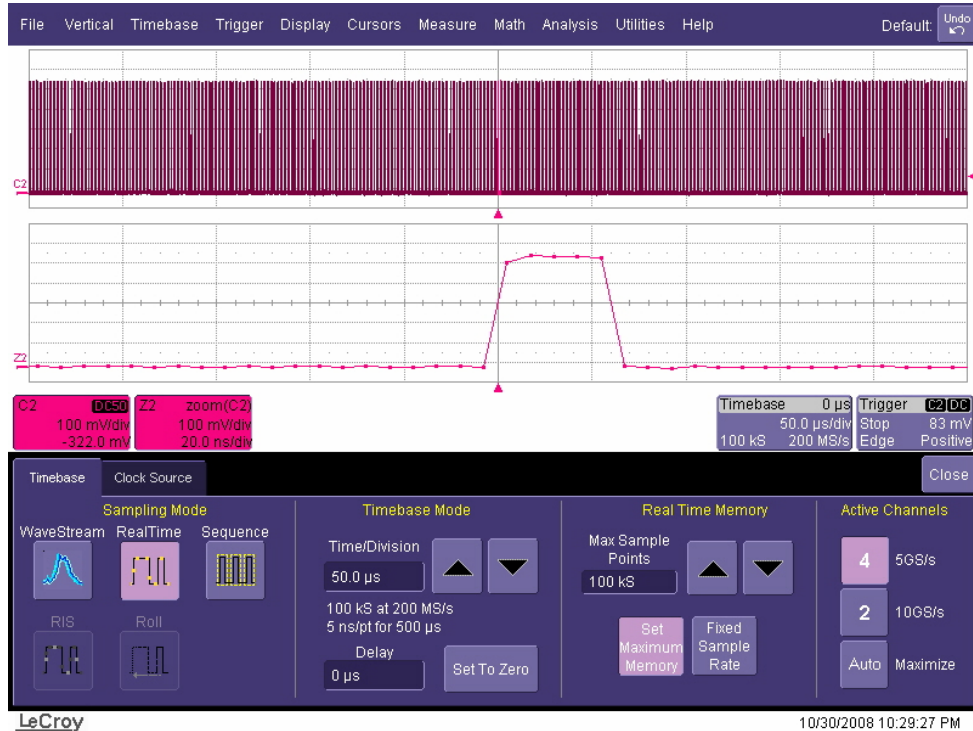 File Vertical Timebase Trigger Display Cursors Measure Math Analysis Utilities Help Default: Undo
C2
Z2
C2 DC50 Z2 zoom(C2) Timebase 0 µs Trigger C2 DC
100 mV/div 100 mV/div 50.0 µs/div Stop 83 mV
-322.0 mV 20.0 ns/div 100 kS 200 MS/s Edge Positive
Timebase Clock Source Close
Sampling Mode Timebase Mode Real Time Memory Active Channels
WaveStream RealTime Sequence
Time/Division
50.0 µs
Max Sample
Points
100 kS
4 5GS/s
100 kS at 200 MS/s
5 ns/pt for 500 µs
2 10GS/s
RIS Roll
Delay
0 µs
Set To Zero
Set
Maximum
Memory
Fixed
Sample
Rate
Auto Maximize
LeCroy 10/30/2008 10:29:27 PM